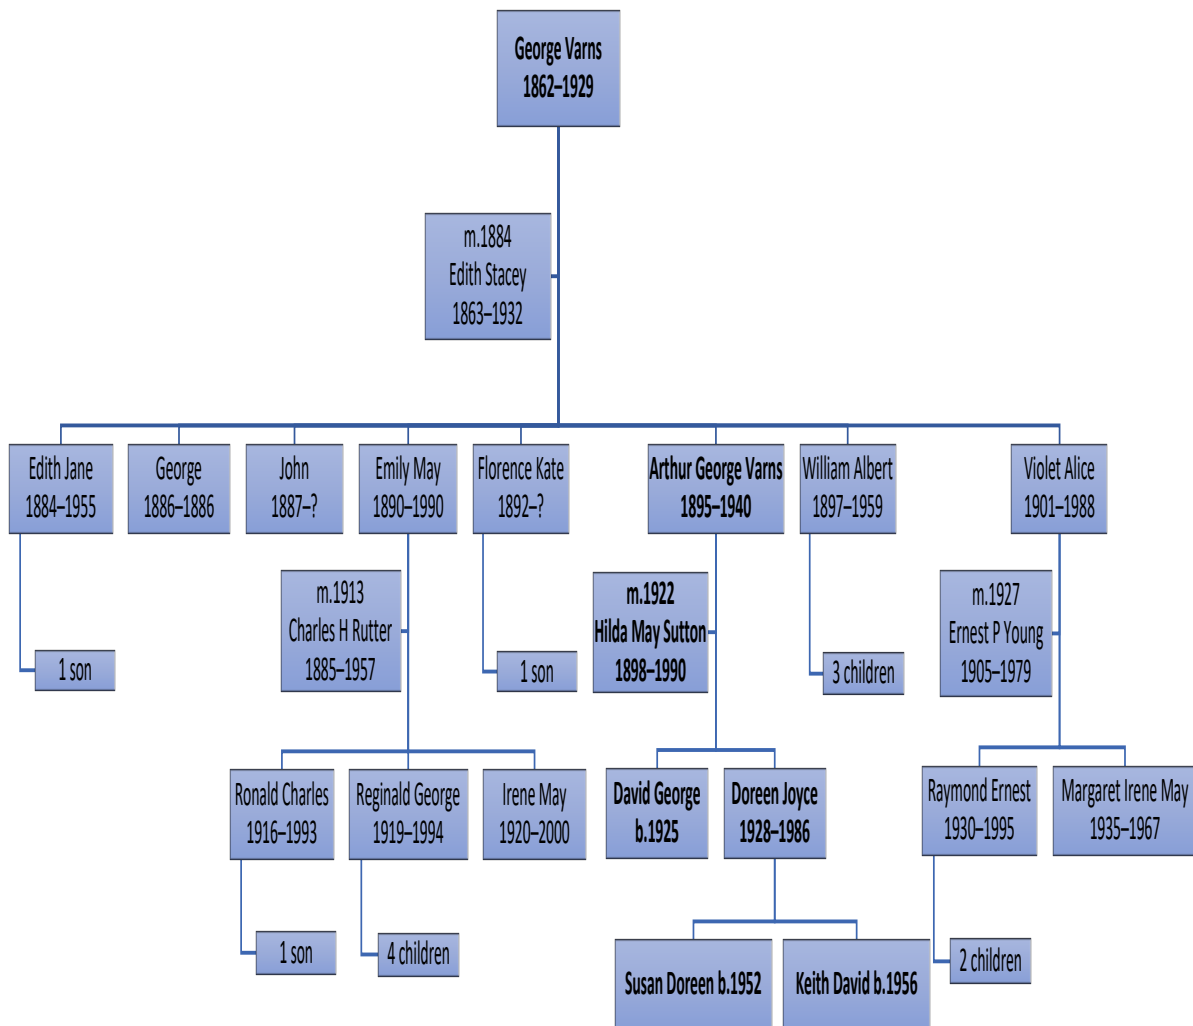 George Varns
1862–1929
m.1884
Edith Stacey
1863–1932
Edith Jane
1884–1955
George
1886–1886
John
1887–?
Emily May
1890–1990
Florence Kate
1892–?
Arthur George Varns
1895–1940
William Albert
1897–1959
Violet Alice
1901–1988
1 son
m.1913
Charles H Rutter
1885–1957
1 son
m.1922
Hilda May Sutton
1898–1990
3 children
m.1927
Ernest P Young
1905–1979
Ronald Charles
1916–1993
Reginald George
1919–1994
Irene May
1920–2000
David George
b.1925
Doreen Joyce
1928–1986
Raymond Ernest
1930–1995
Margaret Irene May
1935–1967
1 son
4 children
Susan Doreen b.1952
Keith David b.1956
2 children